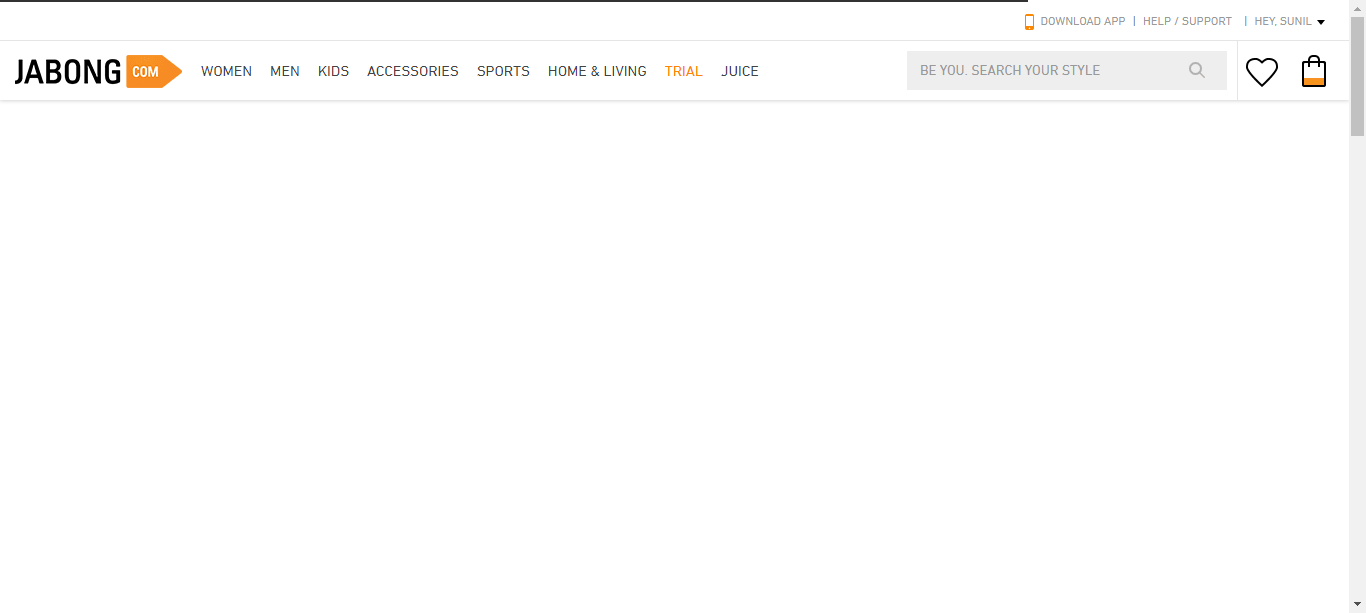 DOWNLOAD APP | HELP / SUPPORT | HEY, SUNIL
JABONG COM WOMEN MEN KIDS ACCESSORIES SPORTS HOME & LIVING TRIAL JUICE BE YOU. SEARCH YOUR STYLE